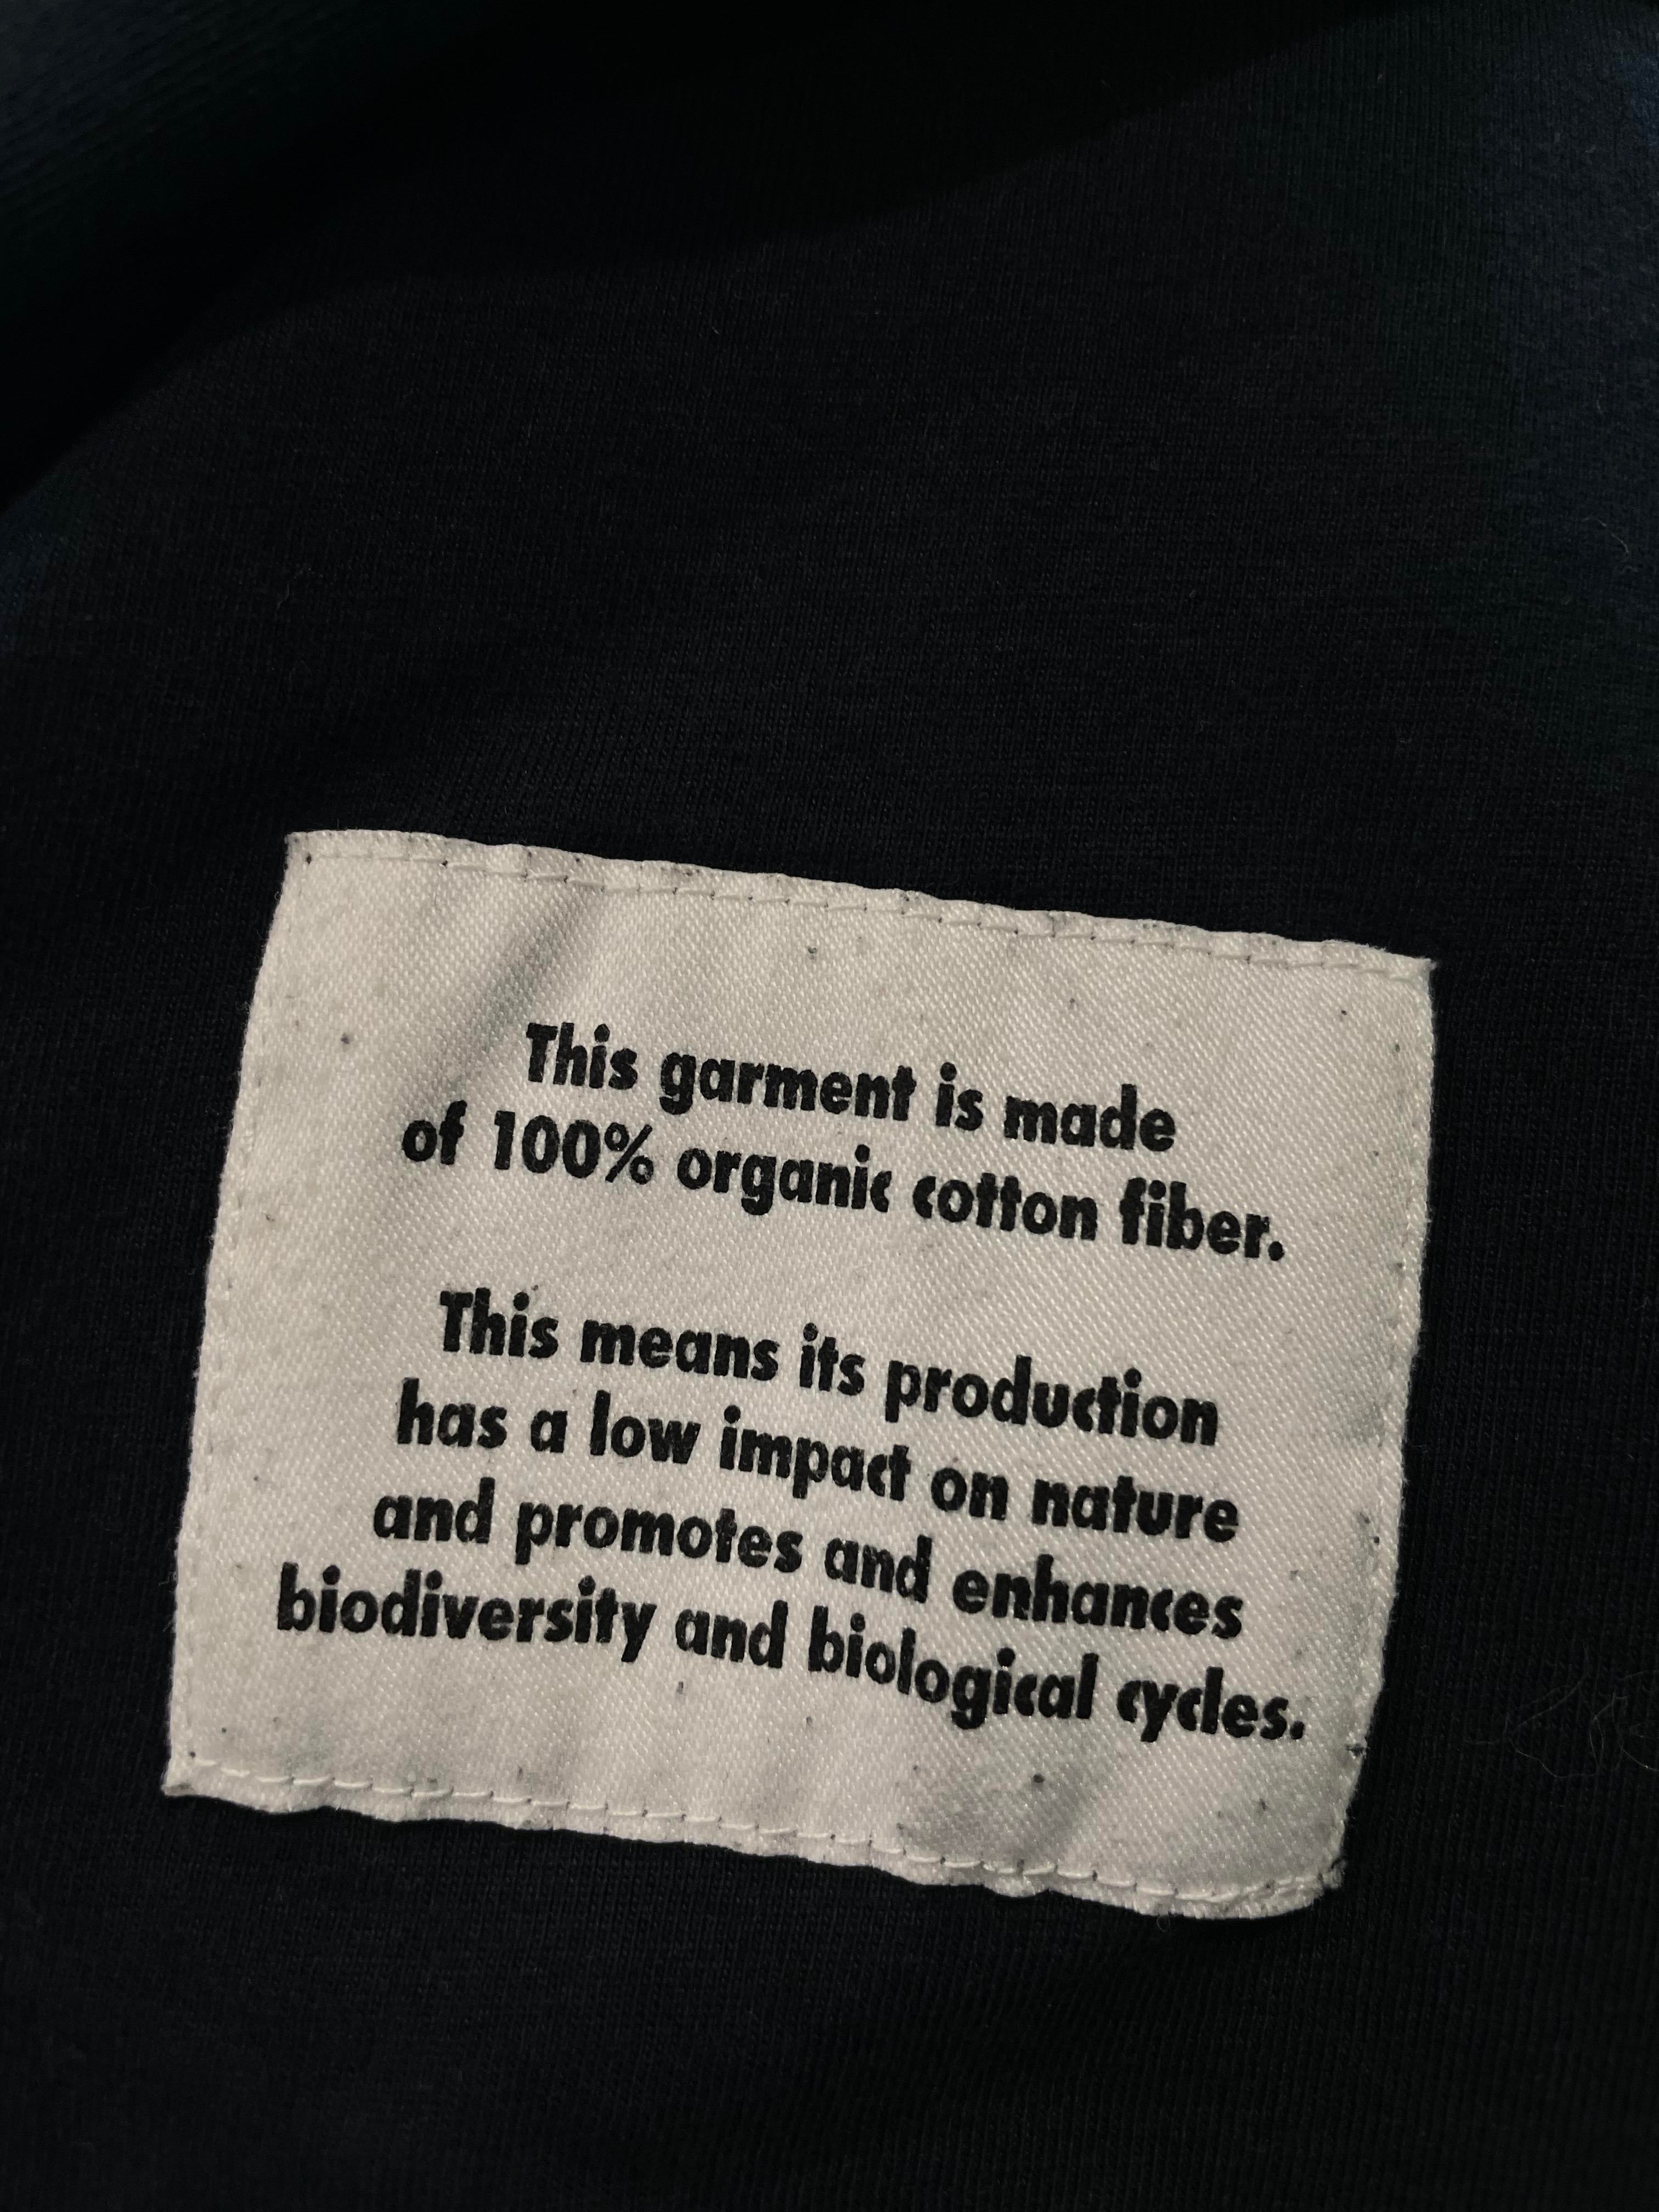 This garment is made
of 100% organic cotton fiber.
This means its production
has a low impact on nature
and promotes and enhances
biodiversity and biological cycles.